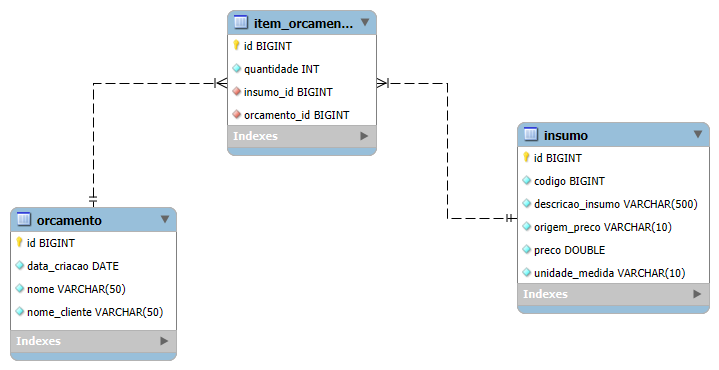 item_orcamen...
id BIGINT
quantidade INT
insumo_id BIGINT
orcamento_id BIGINT
Indexes
insumo
id BIGINT
codigo BIGINT
descricao_insumo VARCHAR(500)
origem_preco VARCHAR(10)
preco DOUBLE
unidade_medida VARCHAR(10)
Indexes
orcamento
id BIGINT
data_criacao DATE
nome VARCHAR(50)
nome_cliente VARCHAR(50)
Indexes